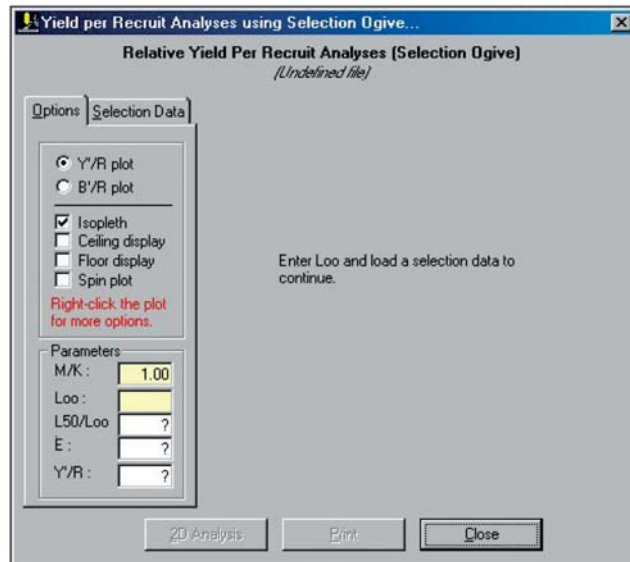 Yield per Recruit Analyses using Selection Ogive...
Relative Yield Per Recruit Analyses (Selection Ogive)
(Undefined file)
Options
Selection Data
Y'/R plot
B'/R plot
Isopleth
Ceiling display
Floor display
Spin plot
Right-click the plot
for more options.
Enter Loo and load a selection data to
continue.
Parameters
M/K : 1.00
Loo :
L50/Loo ?
E : ?
Y'/R : ?
2D Analysis
Print
Close